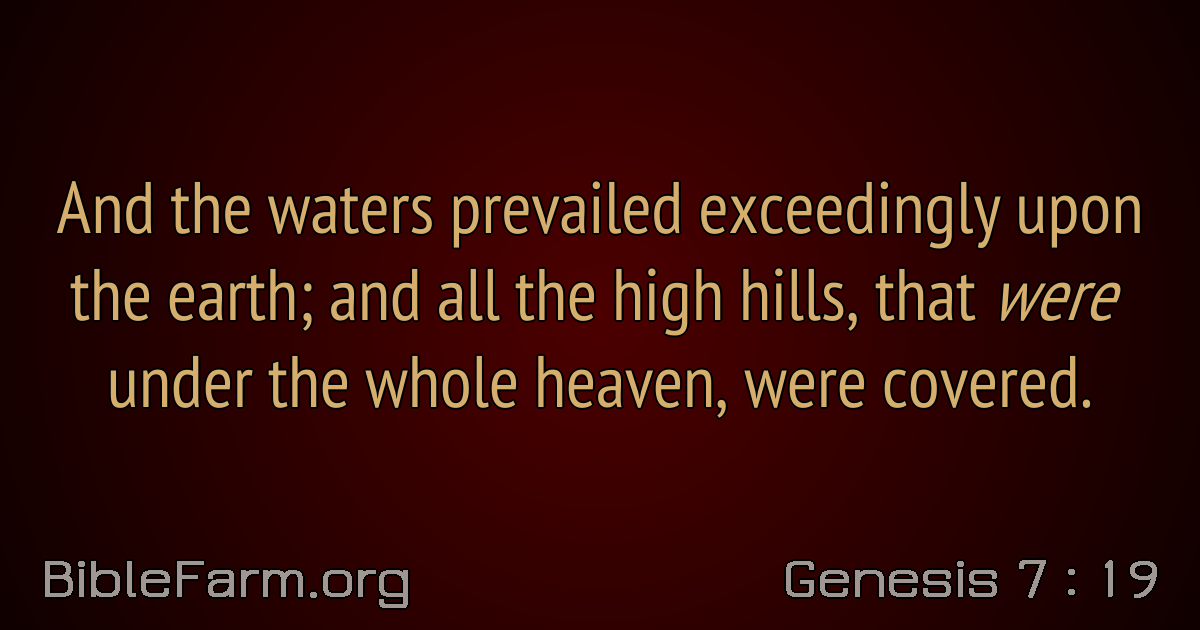 And the waters prevailed exceedingly upon
the earth; and all the high hills, that were
under the whole heaven, were covered.
BibleFarm.org
Genesis 7 : 19